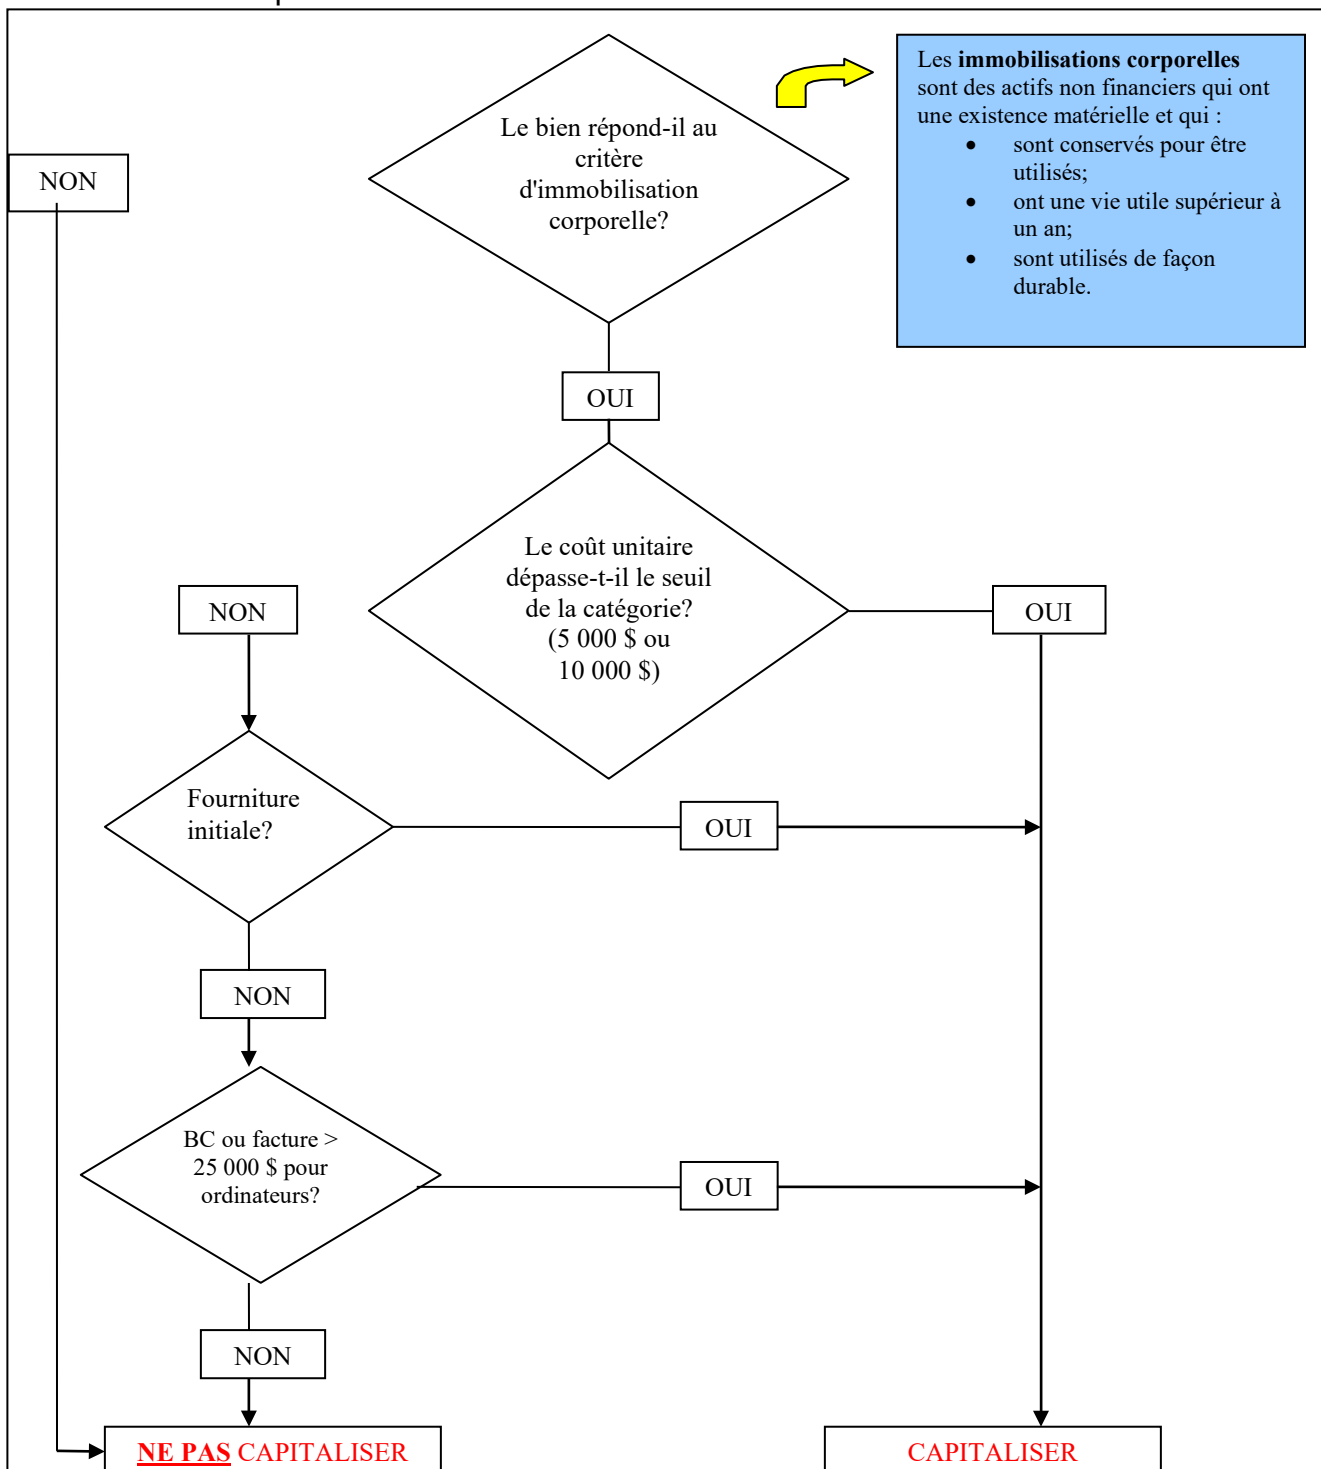 Le bien répond-il au
critère
d'immobilisation
corporelle?
Les immobilisations corporelles
sont des actifs non financiers qui ont
une existence matérielle et qui :
• sont conservés pour être
utilisés;
• ont une vie utile supérieur à
un an;
• sont utilisés de façon
durable.
NON
OUI
Le coût unitaire
dépasse-t-il le seuil
de la catégorie?
(5 000 $ ou
10 000 $)
NON
OUI
Fourniture
initiale?
OUI
NON
BC ou facture >
25 000 $ pour
ordinateurs?
OUI
NON
NE PAS CAPITALISER
CAPITALISER